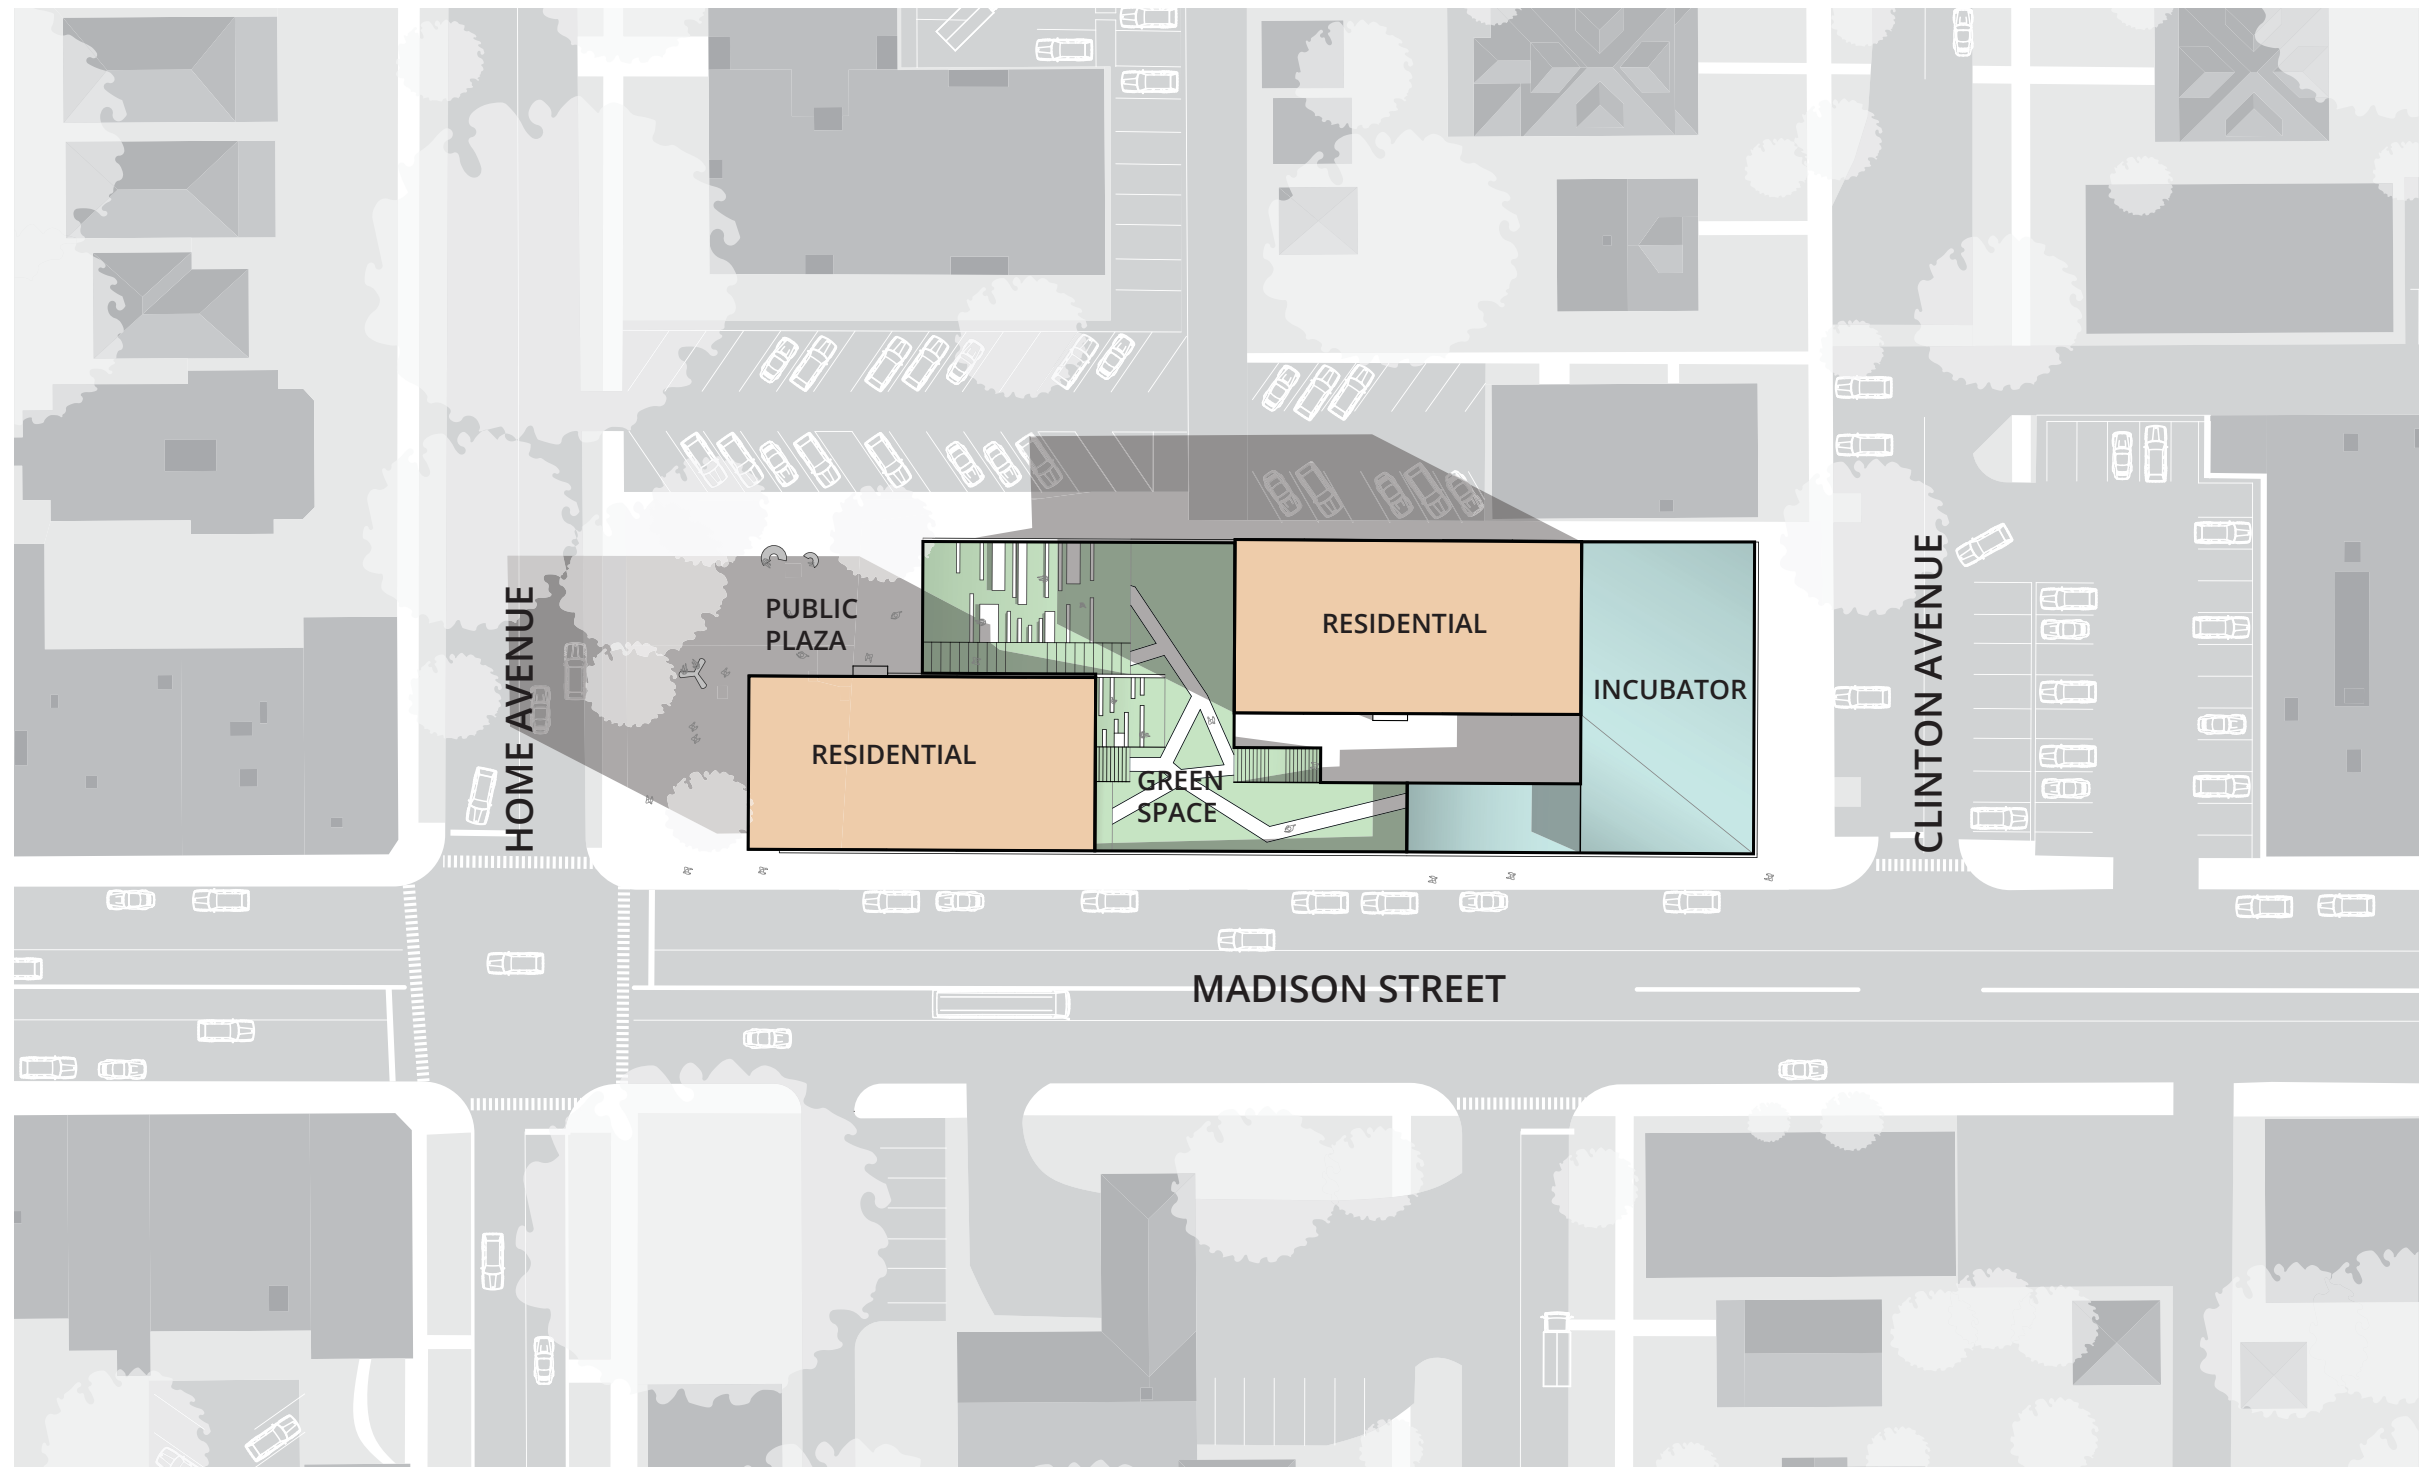 PUBLIC
PLAZA
RESIDENTIAL
INCUBATOR
RESIDENTIAL
GREEN
SPACE
HOME AVENUE
CLINTON AVENUE
MADISON STREET